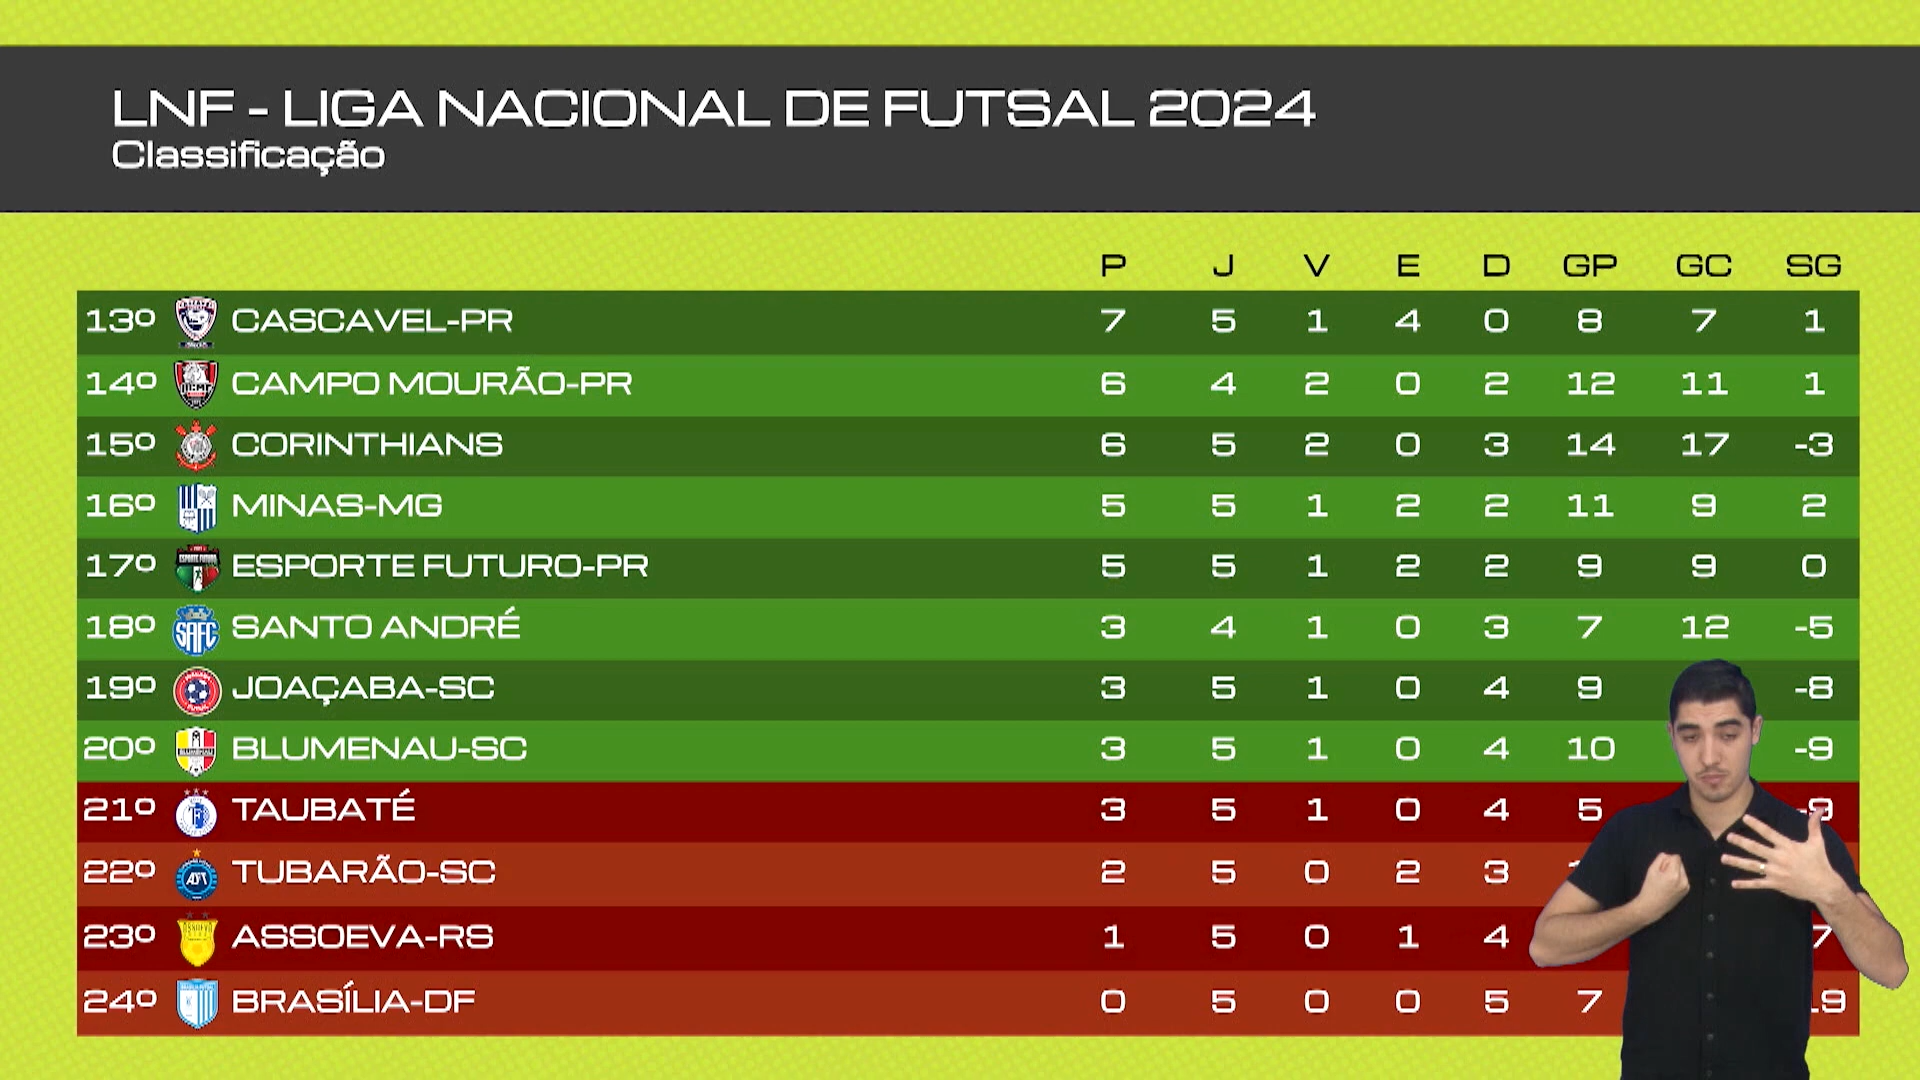 LNF - LIGA NACIONAL DE FUTSAL 2024
Classificação
P J V E D GP GC SG
13º CASCAVEL-PR 7 5 1 4 0 8 7 1
14º CAMPO MOURÃO-PR 6 4 2 0 2 12 11 1
15º CORINTHIANS 6 5 2 0 3 14 17 -3
16º MINAS-MG 5 5 1 2 2 11 9 2
17º ESPORTE FUTURO-PR 5 5 1 2 2 9 9 0
18º SAFC SANTO ANDRÉ 3 4 1 0 3 7 12 -5
19º JOAÇABA-SC 3 5 1 0 4 9 -8
20º BLUMENAU-SC 3 5 1 0 4 10 -9
21º TAUBATÉ 3 5 1 0 4 5 -9
22º TUBARÃO-SC 2 5 0 2 3
23º ASSOEVA-RS 1 5 0 1 4
24º BRASÍLIA-DF 0 5 0 0 5 7